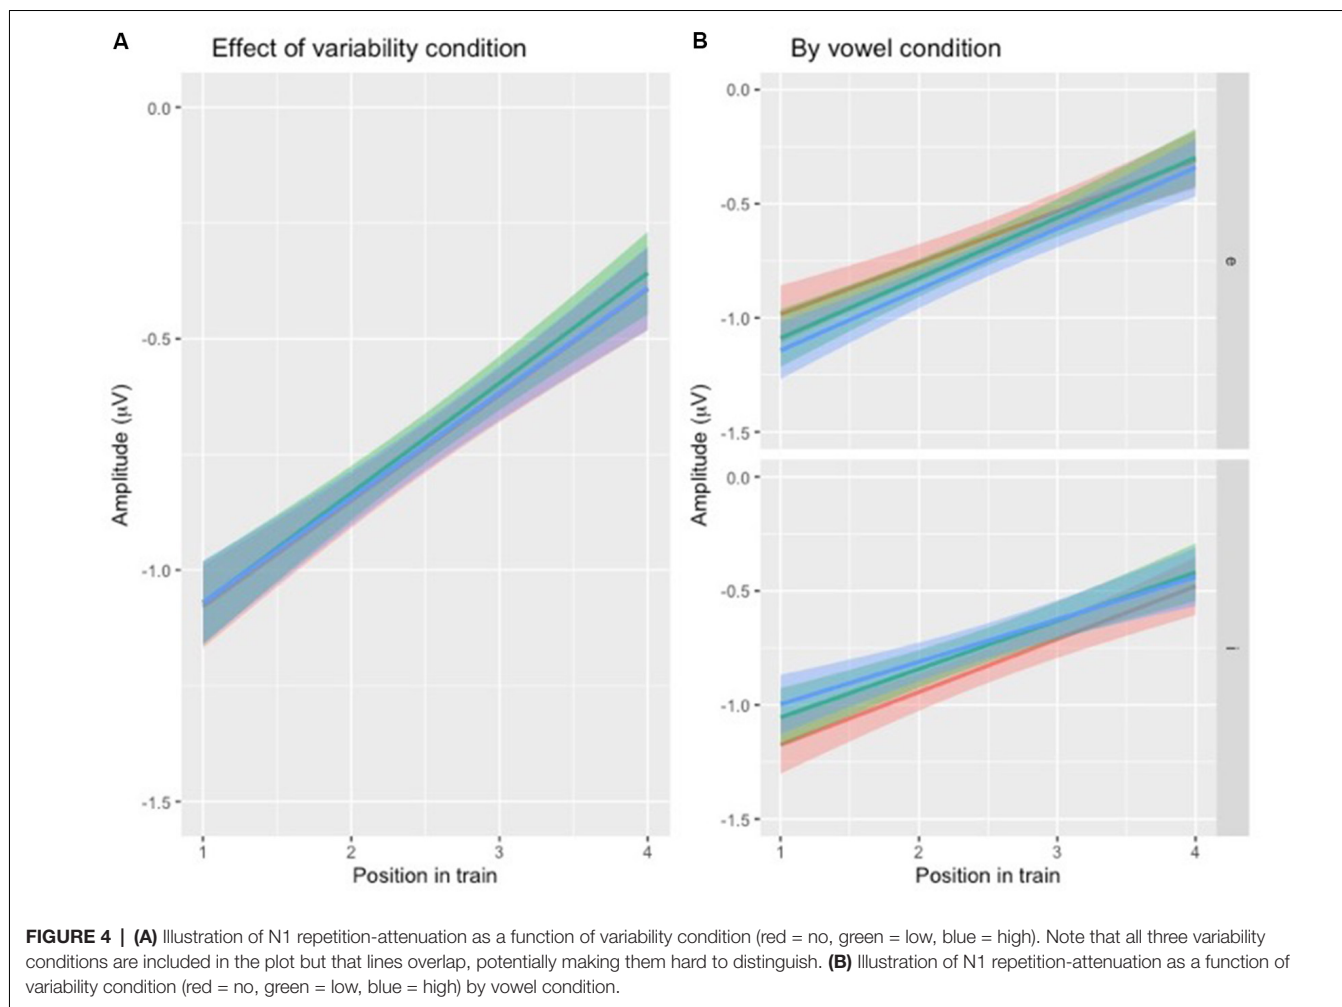 A
Effect of variability condition
0.0
-0.5
-1.0
-1.5
Amplitude (µV)
1 2 3 4
Position in train
B
By vowel condition
0.0
-0.5
-1.0
-1.5
e
Amplitude (µV)
0.0
-0.5
-1.0
-1.5
i
1 2 3 4
Position in train
FIGURE 4 | (A) Illustration of N1 repetition-attenuation as a function of variability condition (red = no, green = low, blue = high). Note that all three variability
conditions are included in the plot but that lines overlap, potentially making them hard to distinguish. (B) Illustration of N1 repetition-attenuation as a function of
variability condition (red = no, green = low, blue = high) by vowel condition.